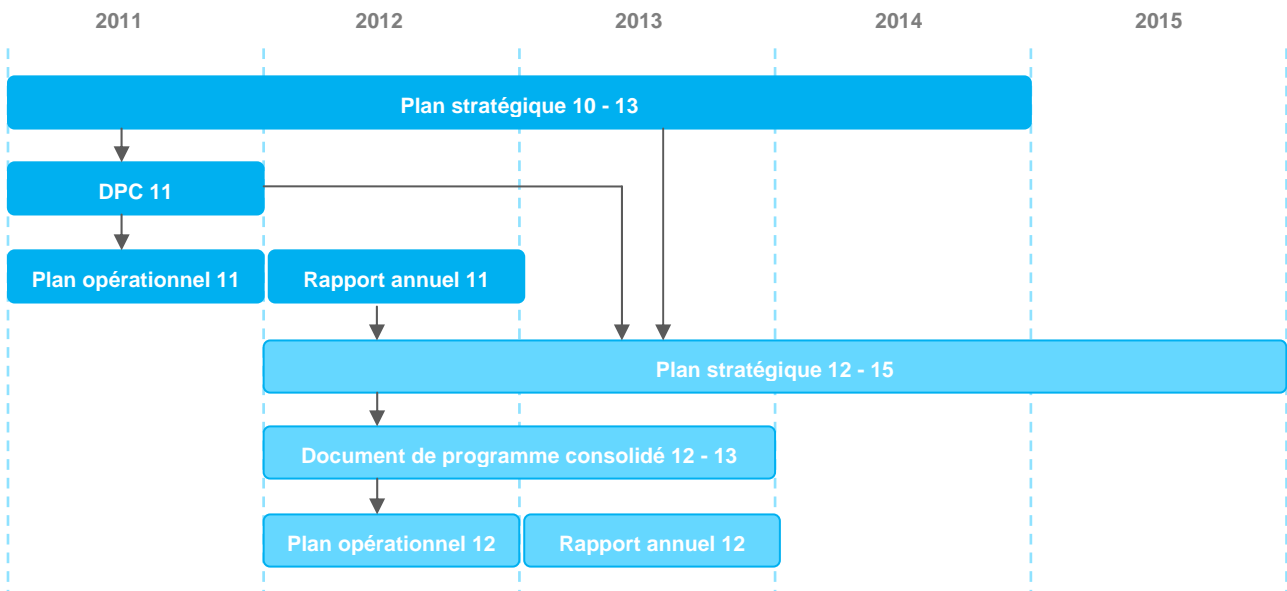 2011 2012 2013 2014 2015
Plan stratégique 10 - 13
DPC 11
Plan opérationnel 11 Rapport annuel 11
Plan stratégique 12 - 15
Document de programme consolidé 12 - 13
Plan opérationnel 12 Rapport annuel 12